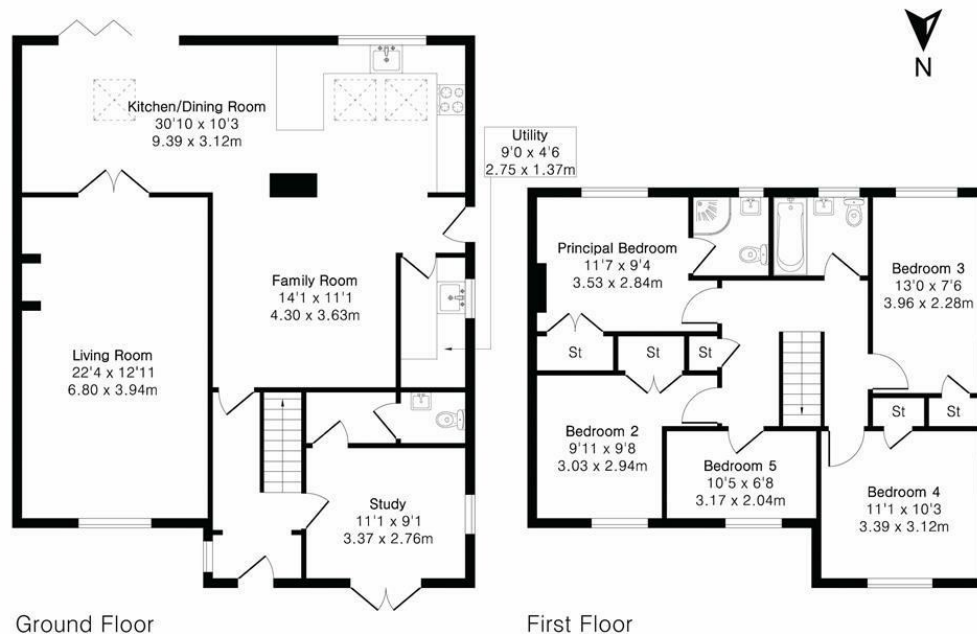 N
Kitchen/Dining Room
30'10 x 10'3
9.39 x 3.12m
Utility
9'0 x 4'6
2.75 x 1.37m
Family Room
14'1 x 11'1
4.30 x 3.63m
Living Room
22'4 x 12'11
6.80 x 3.94m
Study
11'1 x 9'1
3.37 x 2.76m
Ground Floor
Principal Bedroom
11'7 x 9'4
3.53 x 2.84m
Bedroom 3
13'0 x 7'6
3.96 x 2.28m
St
St
St
St
St
Bedroom 2
9'11 x 9'8
3.03 x 2.94m
Bedroom 5
10'5 x 6'8
3.17 x 2.04m
Bedroom 4
11'1 x 10'3
3.39 x 3.12m
First Floor